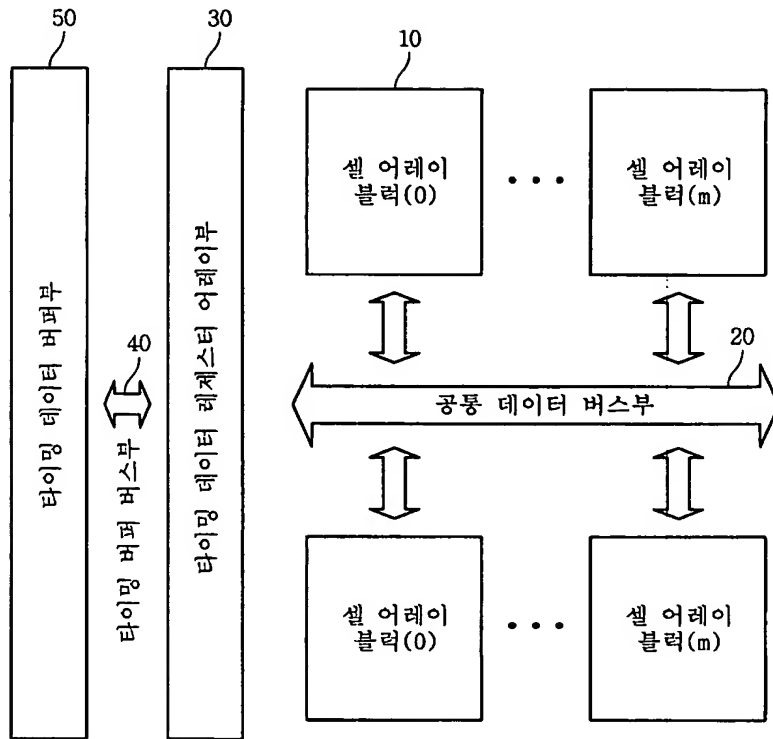 50
30
10
셀 어레이
블럭(0)
• • •
셀 어레이
블럭(m)
타이밍 데이터 버퍼부
40
타이밍 버퍼 버스부
타이밍 데이터 레제스터 어레이부
20
공통 데이터 버스부
셀 어레이
블럭(0)
• • •
셀 어레이
블럭(m)